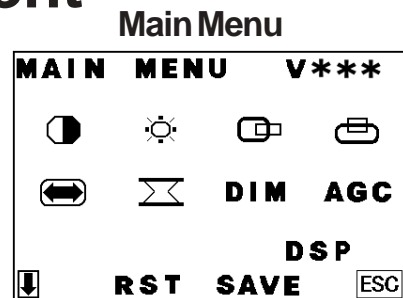 Main Menu
MAIN MENU V***
DIM AGC
DSP
RST SAVE ESC